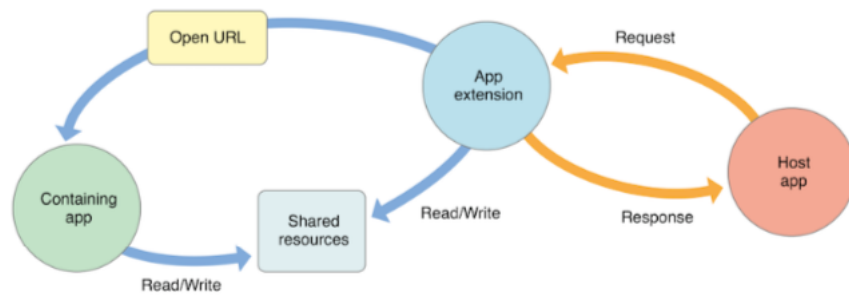 Open URL
App
extension
Request
Host
app
Containing
app
Shared
resources
Read/Write
Response
Read/Write